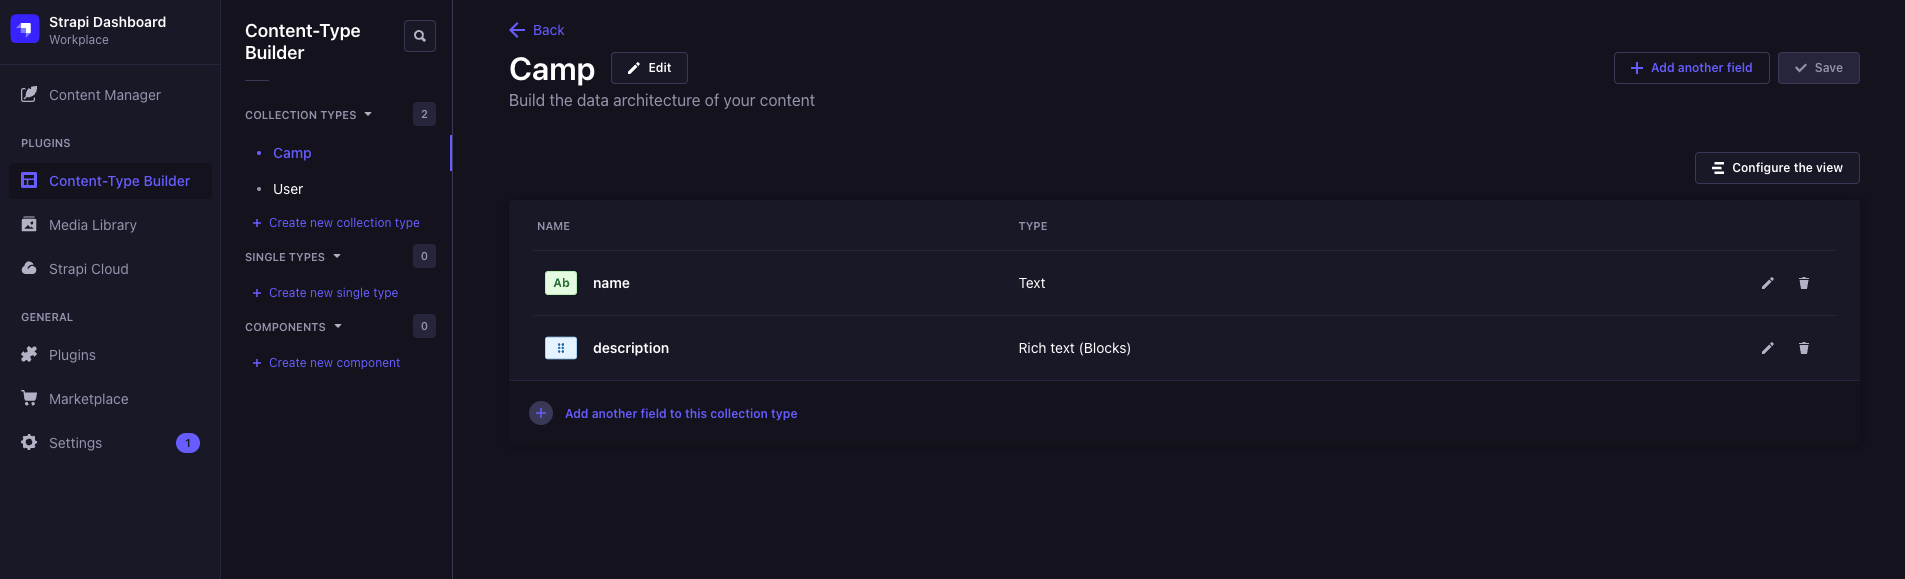 Strapi Dashboard
Workplace
Content Manager
PLUGINS
Content-Type Builder
Media Library
Strapi Cloud
GENERAL
Plugins
Marketplace
Settings 1
Content-Type
Builder
COLLECTION TYPES 2
Camp
User
Create new collection type
SINGLE TYPES 0
Create new single type
COMPONENTS 0
Create new component
Back
Camp Edit
Build the data architecture of your content
Add another field Save
Configure the view
NAME TYPE
Ab name Text
description Rich text (Blocks)
Add another field to this collection type